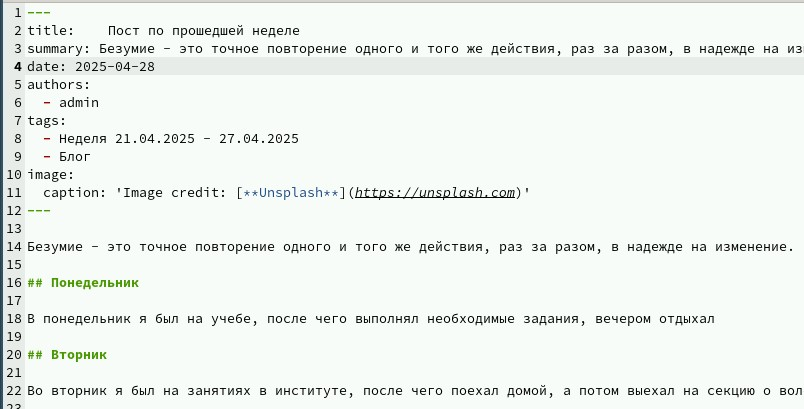 1 ---
2 title:    Пост по прошедшей неделе
3 summary: Безумие - это точное повторение одного и того же действия, раз за разом, в надежде на из
4 date: 2025-04-28
5 authors:
6   - admin
7 tags:
8   - Неделя 21.04.2025 - 27.04.2025
9   - Блог
10 image:
11   caption: 'Image credit: [**Unsplash**](https://unsplash.com)'
12 ---
13
14 Безумие - это точное повторение одного и того же действия, раз за разом, в надежде на изменение.
15
16 ## Понедельник
17
18 В понедельник я был на учебе, после чего выполнял необходимые задания, вечером отдыхал
19
20 ## Вторник
21
22 Во вторник я был на занятиях в институте, после чего поехал домой, а потом выехал на секцию о вол
23